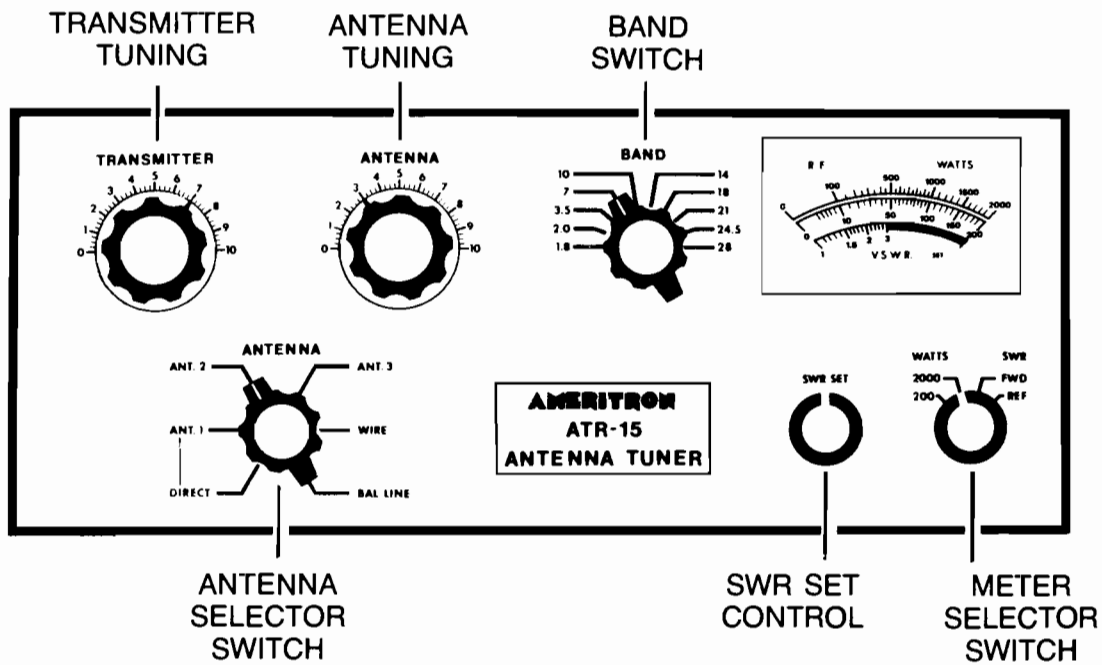 TRANSMITTER
TUNING
ANTENNA
TUNING
BAND
SWITCH
TRANSMITTER
0 1 2 3 4 5 6 7 8 9 10
ANTENNA
0 1 2 3 4 5 6 7 8 9 10
BAND
10 14
7 18
3.5 21
2.0 24.5
1.8 28
RF WATTS
0 100 500 1000 1500 2000
0 10 50 100 150 200
1 1.5 2 3
VSWR
ANTENNA
ANT. 2 ANT. 3
ANT. 1 WIRE
DIRECT BAL LINE
AMERITRON
ATR-15
ANTENNA TUNER
SWR SET
WATTS SWR
2000 FWD
200 REF
ANTENNA
SELECTOR
SWITCH
SWR SET
CONTROL
METER
SELECTOR
SWITCH